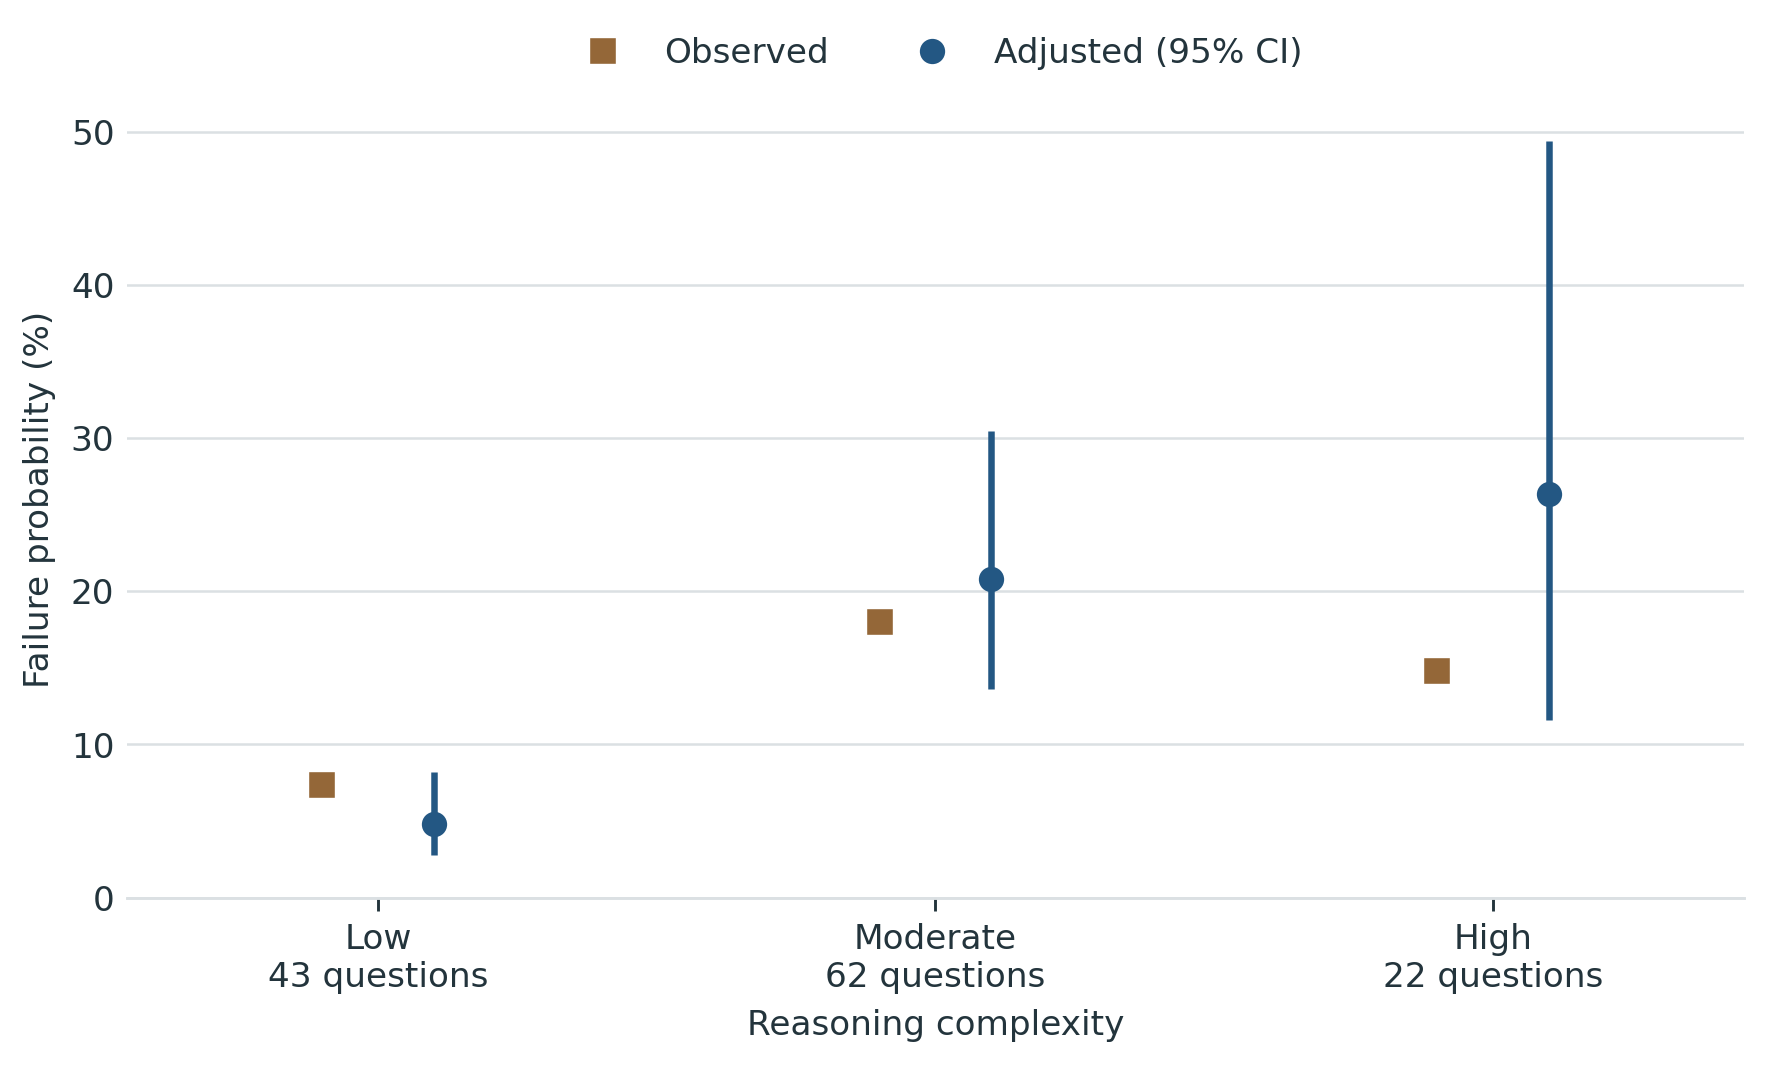 Observed
Adjusted (95% CI)
Failure probability (%)
50
40
30
20
10
0
Low
43 questions
Moderate
62 questions
High
22 questions
Reasoning complexity